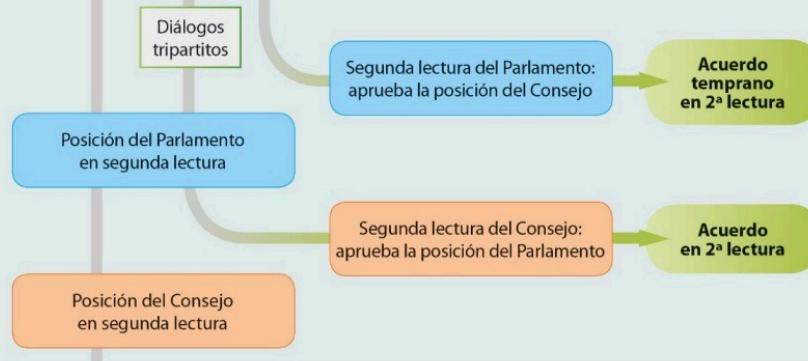 Diálogos
tripartitos
Segunda lectura del Parlamento:
aprueba la posición del Consejo
Acuerdo
temprano
en 2ª lectura
Posición del Parlamento
en segunda lectura
Segunda lectura del Consejo:
aprueba la posición del Parlamento
Acuerdo
en 2ª lectura
Posición del Consejo
en segunda lectura